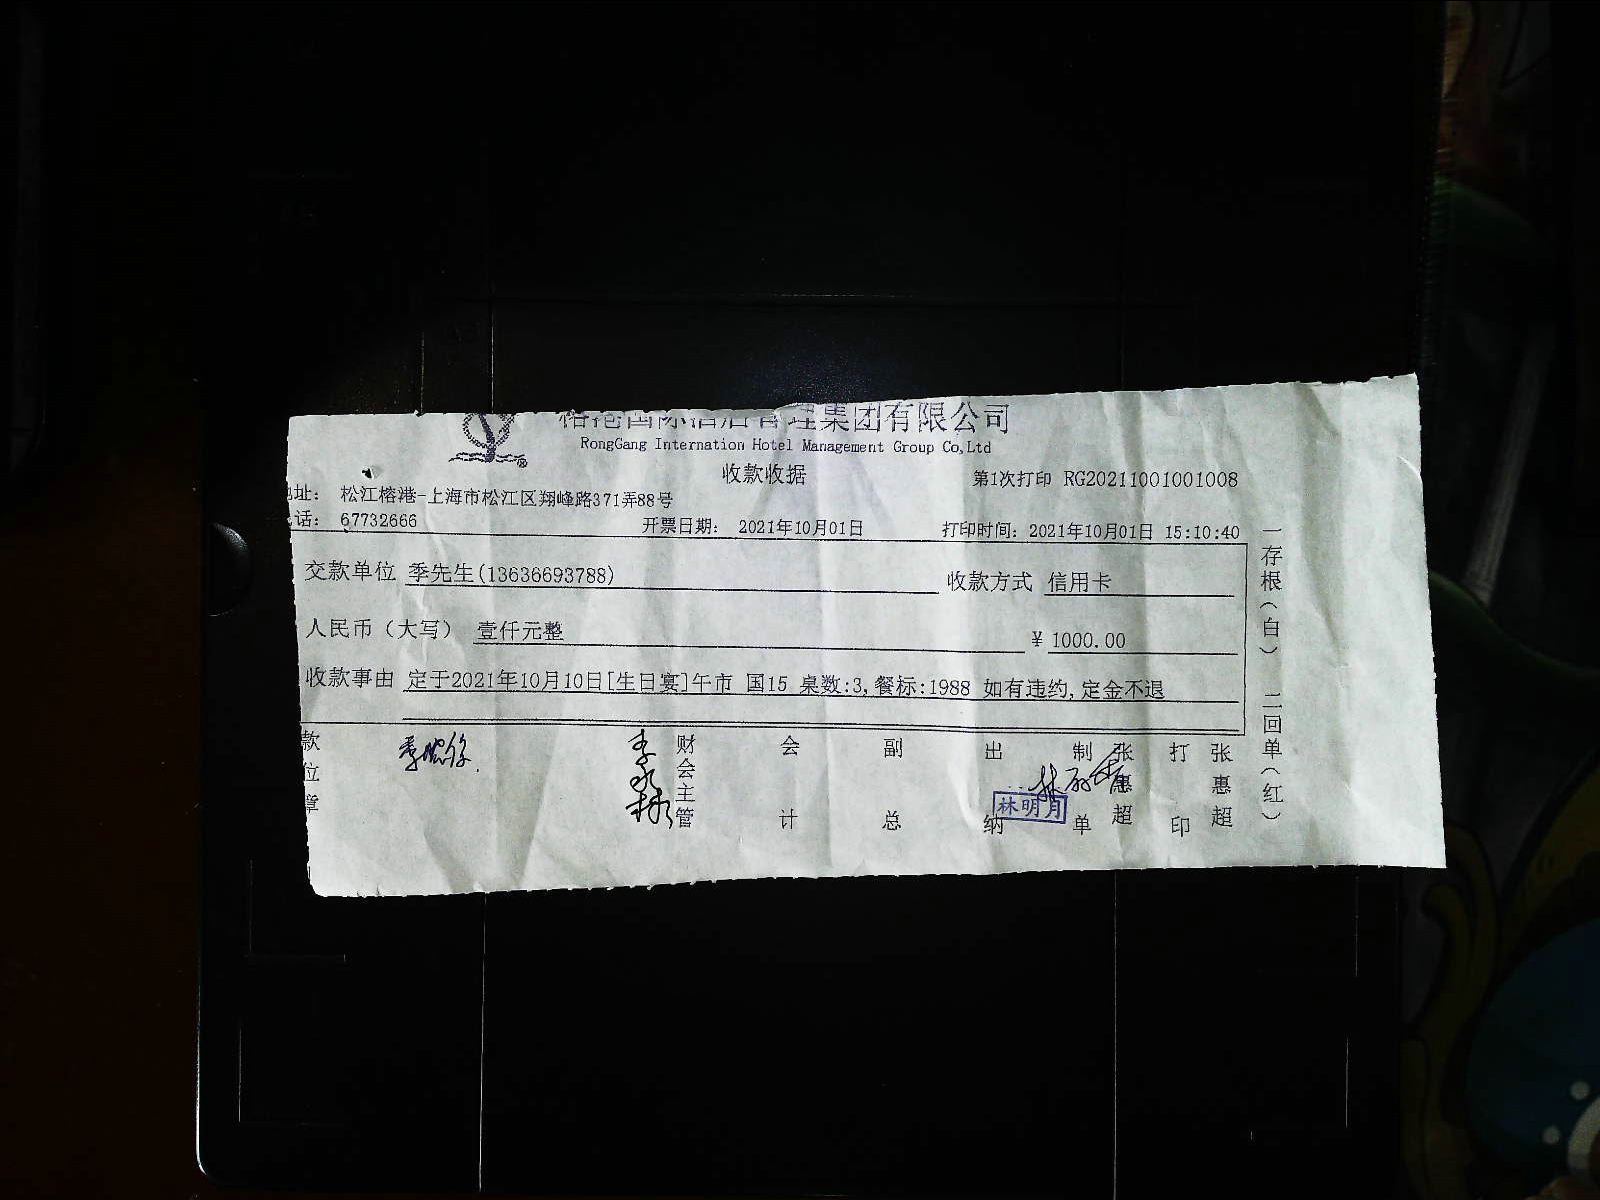 榕港国际酒店管理集团有限公司
RongGang Internation Hotel Management Group Co,Ltd
收款收据
第1次打印 RG20211001001008
地址： 松江榕港-上海市松江区翔峰路371弄88号
话： 67732666
开票日期： 2021年10月01日
打印时间：2021年10月01日 15:10:40
交款单位 季先生(13636693788)
收款方式 信用卡
人民币（大写） 壹仟元整
¥ 1000.00
收款事由 定于2021年10月10日[生日宴]午市 国15 桌数:3,餐标:1988 如有违约,定金不退
款位章
财会主管
会计
副总
出纳
林明月
制单
张惠超
打印
张惠超
一存根（白） 二回单（红）